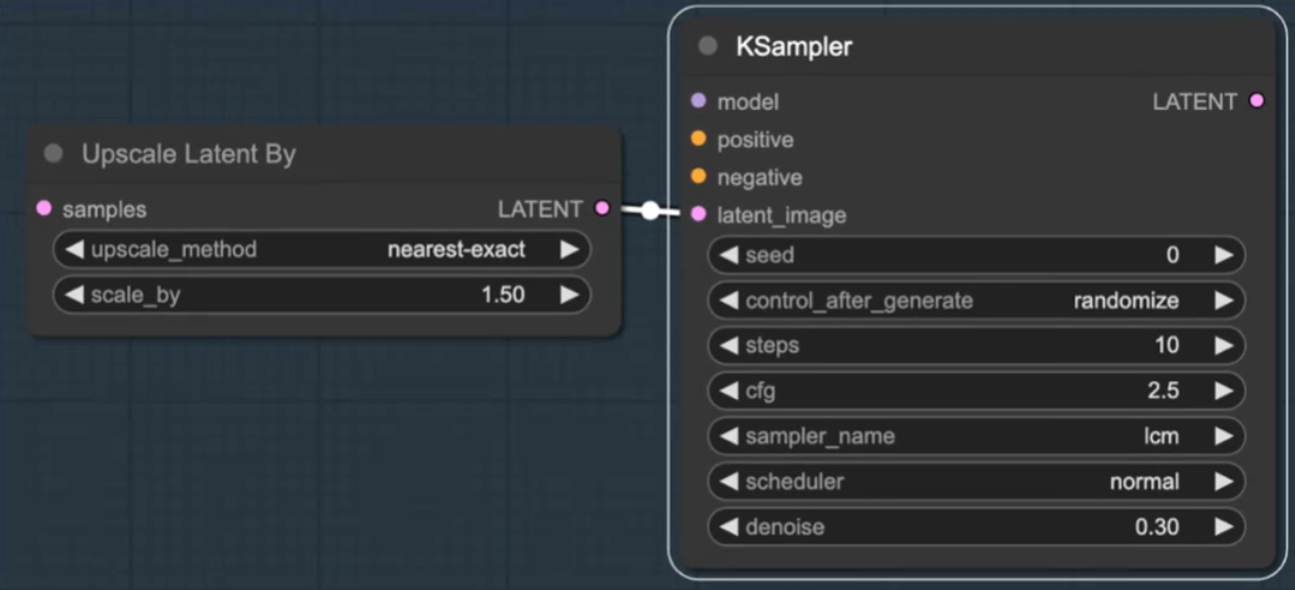 Upscale Latent By
samples LATENT
upscale_method nearest-exact
scale_by 1.50
KSampler
model LATENT
positive
negative
latent_image
seed 0
control_after_generate randomize
steps 10
cfg 2.5
sampler_name lcm
scheduler normal
denoise 0.30